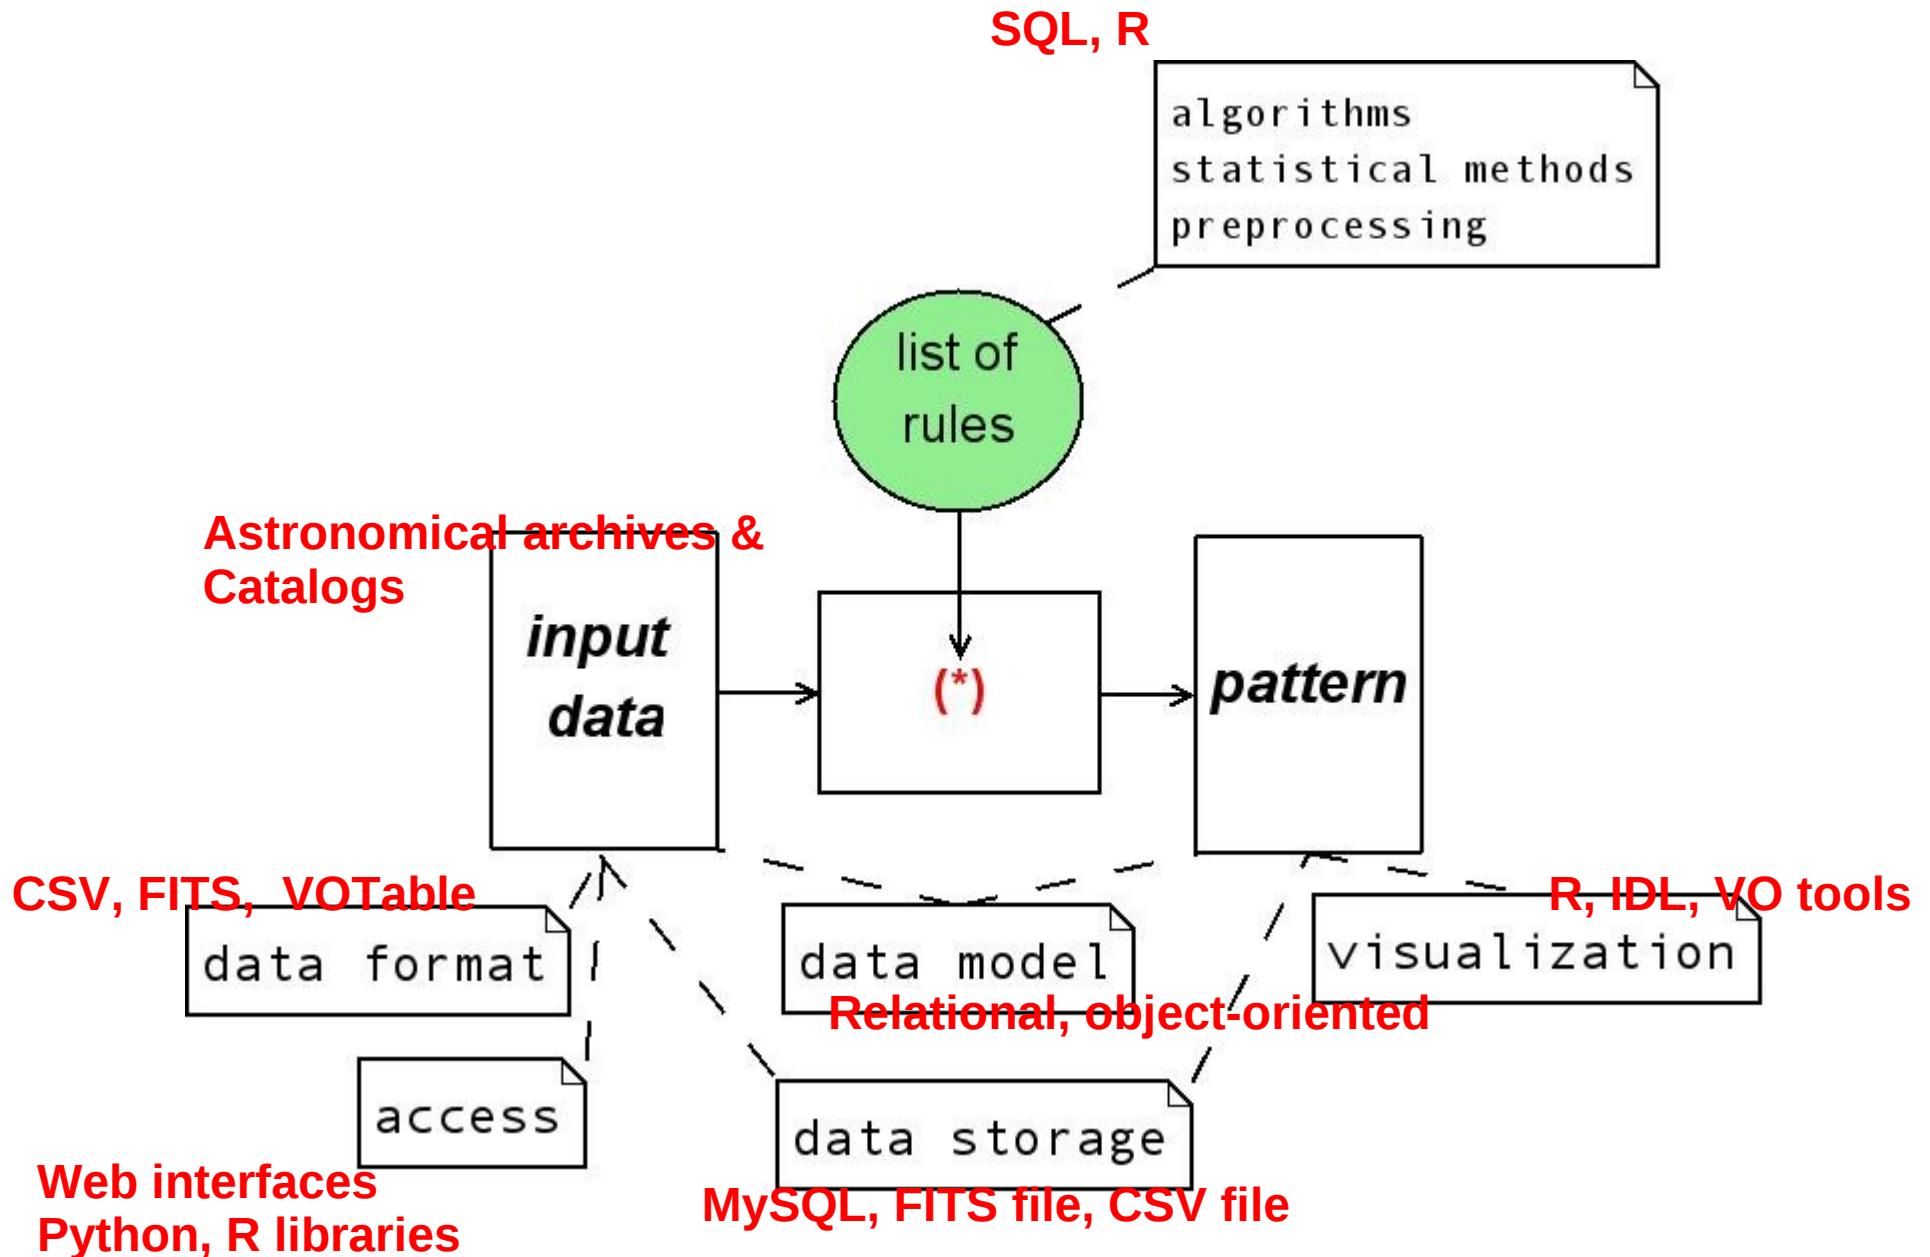 SQL, R
algorithms
statistical methods
preprocessing
list of
rules
Astronomical archives &
Catalogs
input
data
(*)
pattern
CSV, FITS,  VOTable
data format
data model
Relational, object-oriented
R, IDL, VO tools
visualization
access
Web interfaces
Python, R libraries
data storage
MySQL, FITS file, CSV file